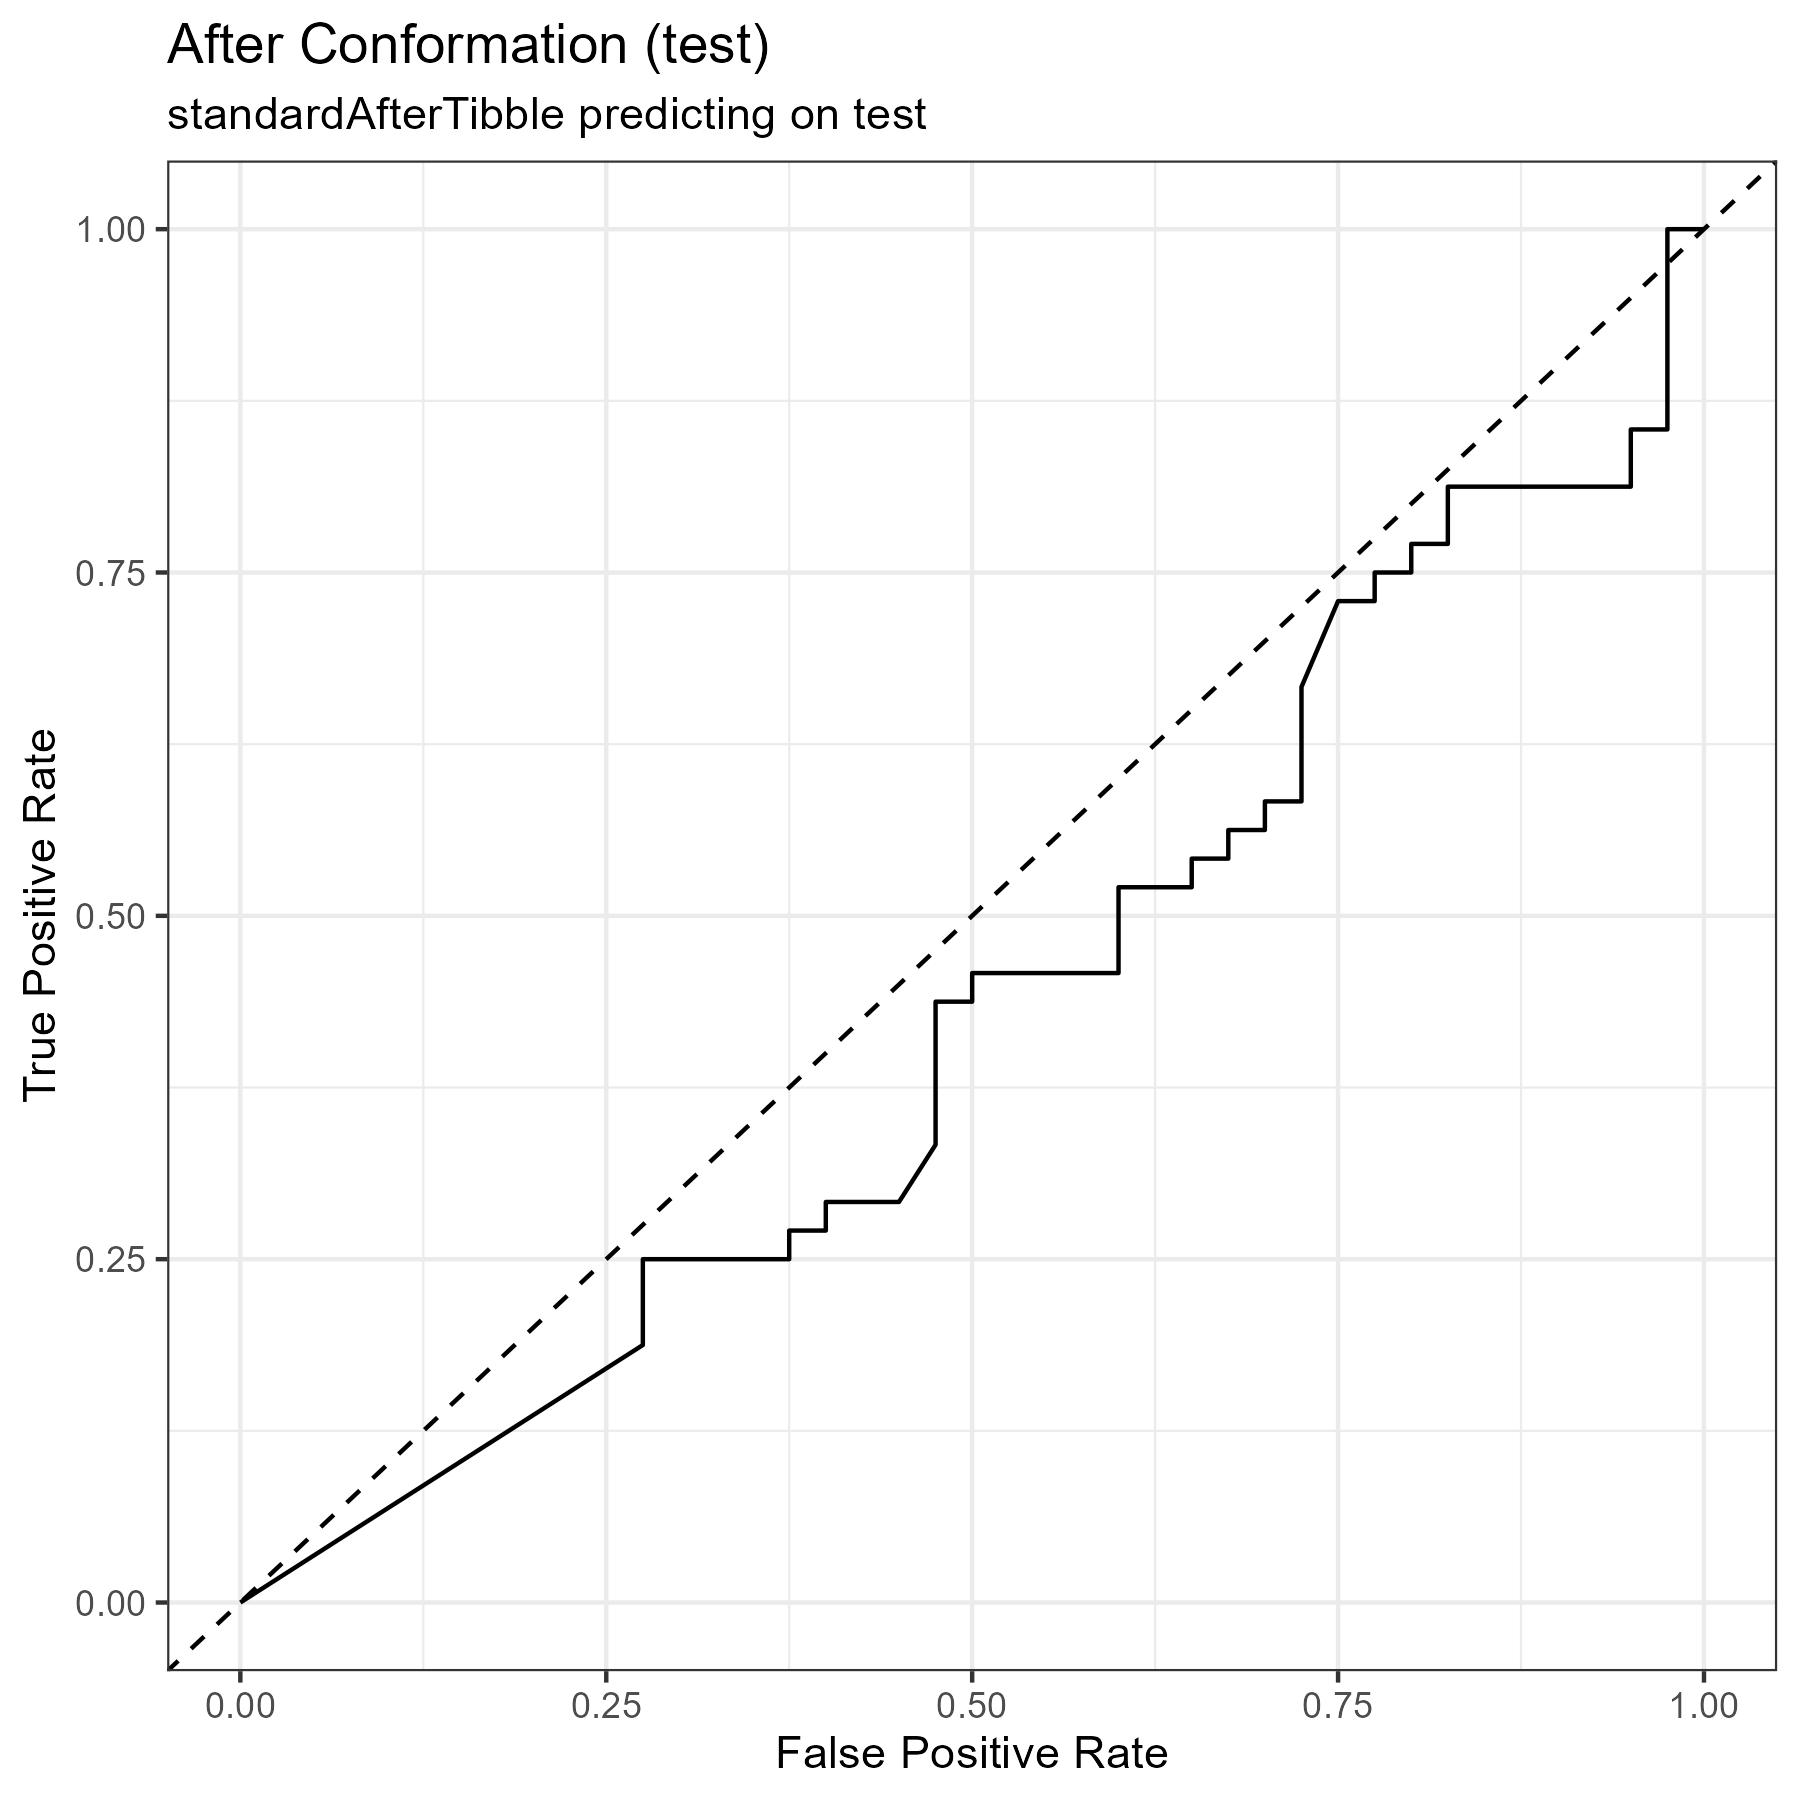 After Conformation (test)
standardAfterTibble predicting on test
True Positive Rate
1.00
0.75
0.50
0.25
0.00
0.00 0.25 0.50 0.75 1.00
False Positive Rate